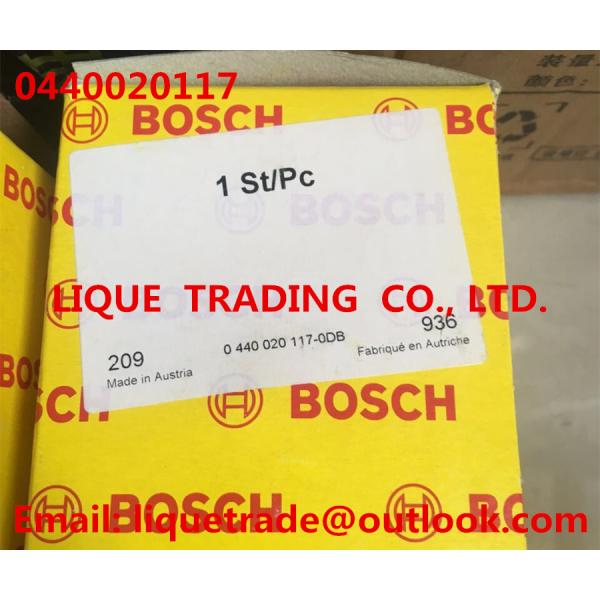 0440020117
BOSCH
BOSCH
BOSCH
1 St/Pc
LIQUE TRADING CO., LTD.
209
0 440 020 117-0DB
936
Made in Austria
Fabriqué en Autriche
BOSCH
BOSCH
BOSCH
BOSCH
Email: liquetrade@outlook.com